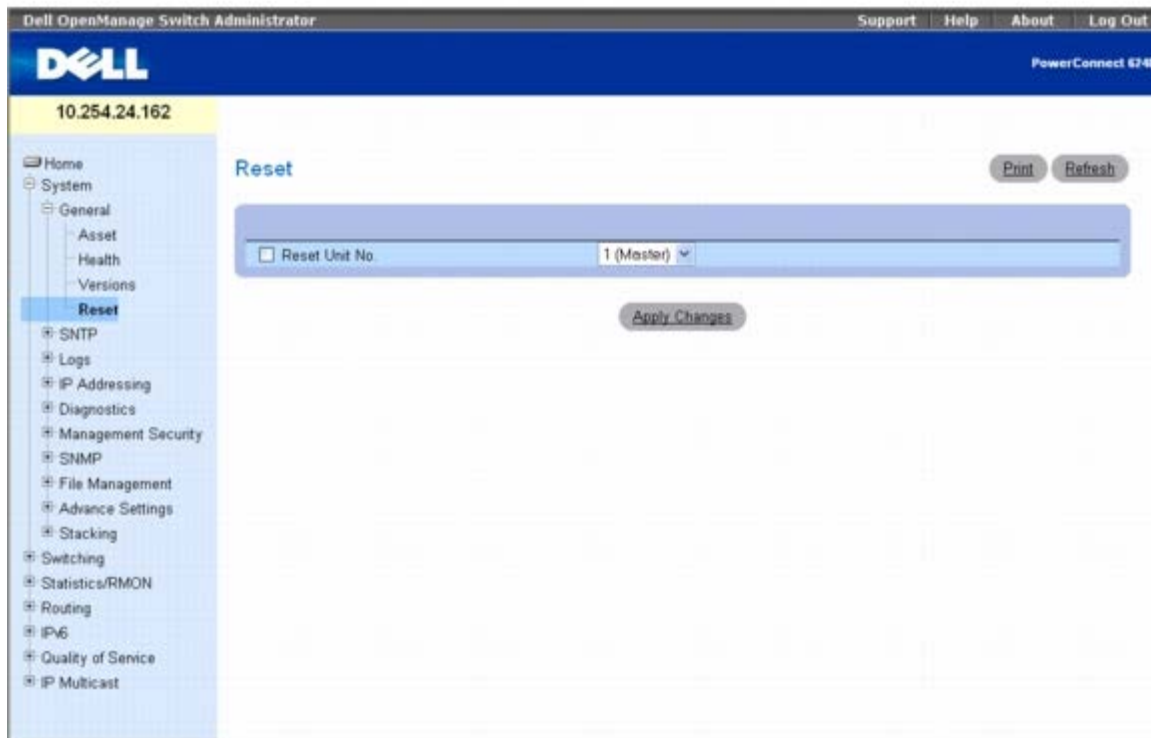 Dell OpenManage Switch Administrator
Support Help About Log Out
DELL
PowerConnect
10.254.24.162
Home
System
General
Asset
Health
Versions
Reset
SNTP
Logs
IP Addressing
Diagnostics
Management Security
SNMP
File Management
Advance Settings
Stacking
Switching
Statistics/RMON
Routing
IPv6
Quality of Service
IP Multicast
Reset
Print Refresh
Reset Unit No. 1 (Master)
Apply Changes